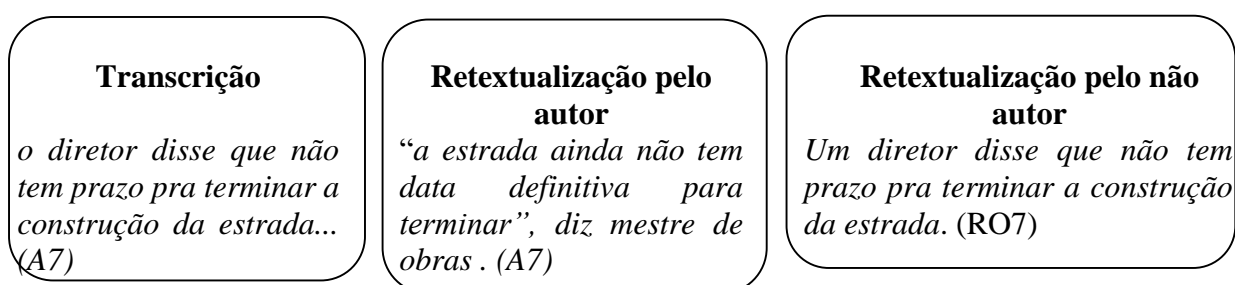 Transcrição
o diretor disse que não
tem prazo pra terminar a
construção da estrada...
(A7)
Retextualização pelo
autor
“a estrada ainda não tem
data definitiva para
terminar”, diz mestre de
obras . (A7)
Retextualização pelo não
autor
Um diretor disse que não tem
prazo pra terminar a construção
da estrada. (RO7)